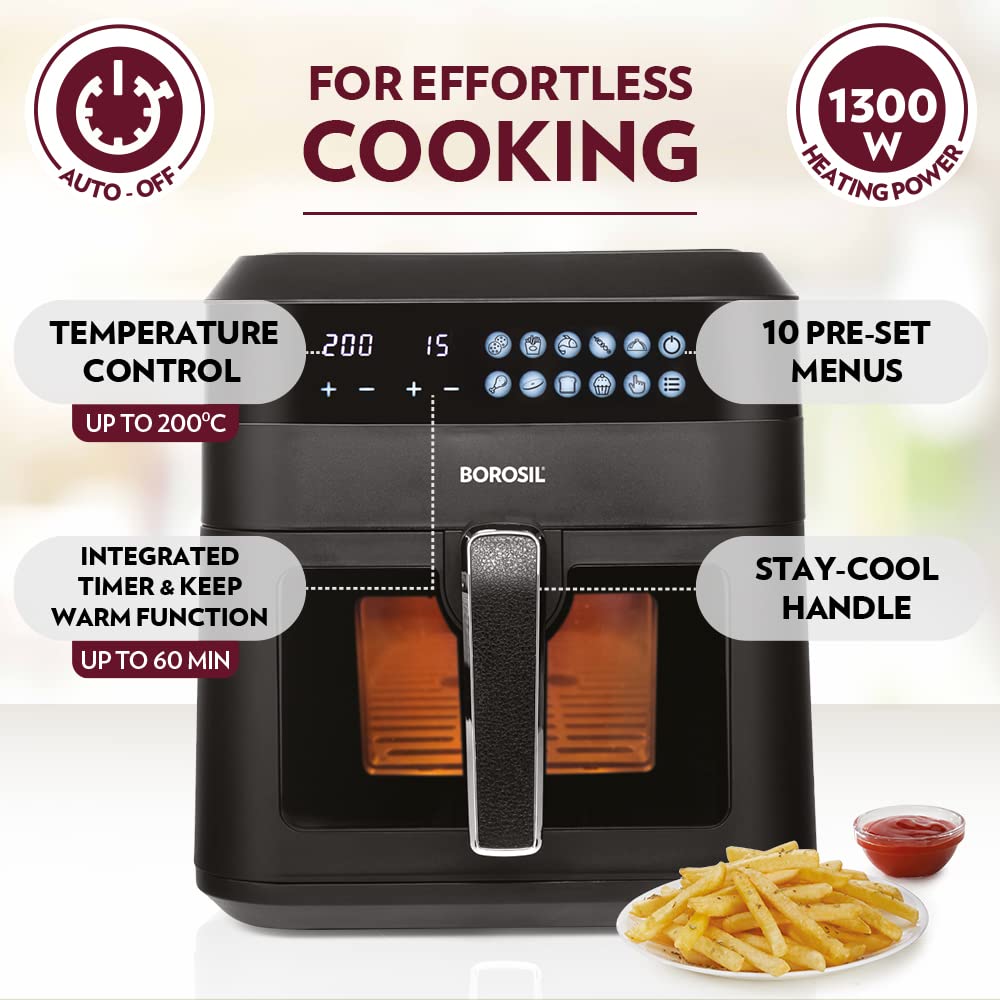 AUTO - OFF
FOR EFFORTLESS
COOKING
1300
W
HEATING POWER
TEMPERATURE
CONTROL
UP TO 200⁰C
200 15
+ − + −
10 PRE-SET
MENUS
BOROSIL®
INTEGRATED
TIMER & KEEP
WARM FUNCTION
UP TO 60 MIN
STAY-COOL
HANDLE